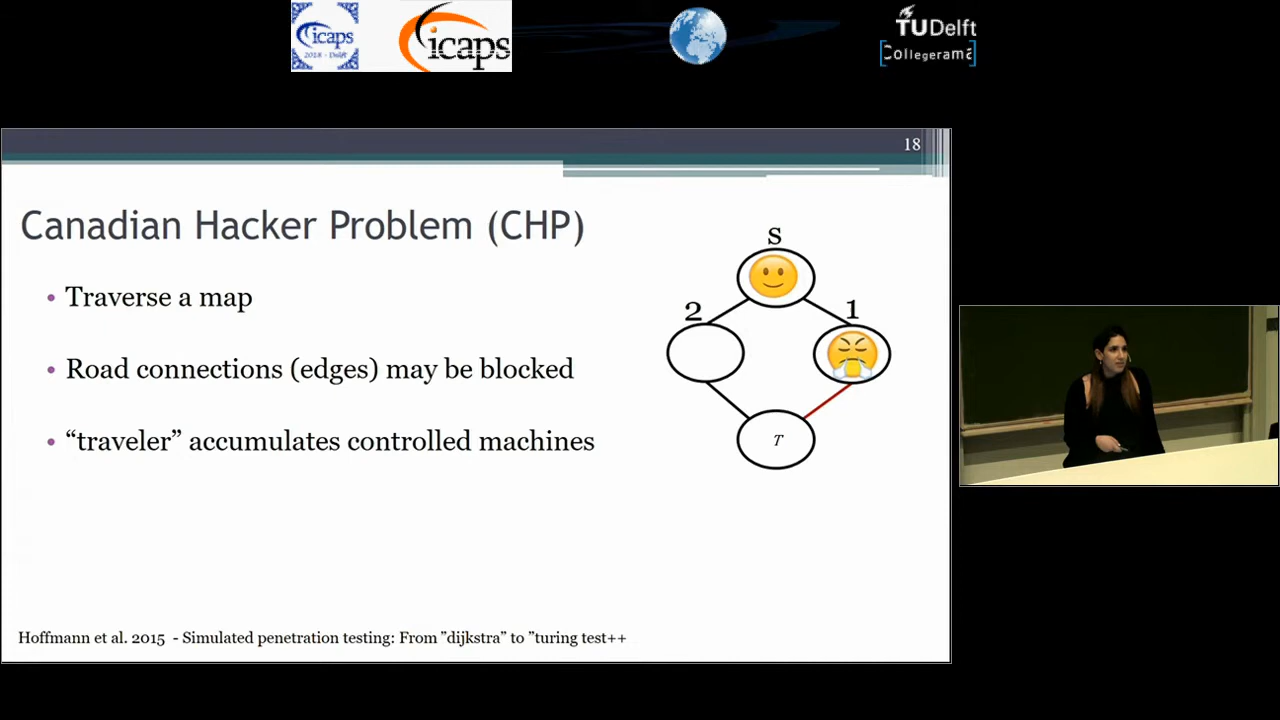 icaps
2018 - Delft
icaps
TUDelft
Collegerama
18
Canadian Hacker Problem (CHP)
• Traverse a map
• Road connections (edges) may be blocked
• “traveler” accumulates controlled machines
S
2
1
T
Hoffmann et al. 2015 - Simulated penetration testing: From ”dijkstra” to ”turing test++